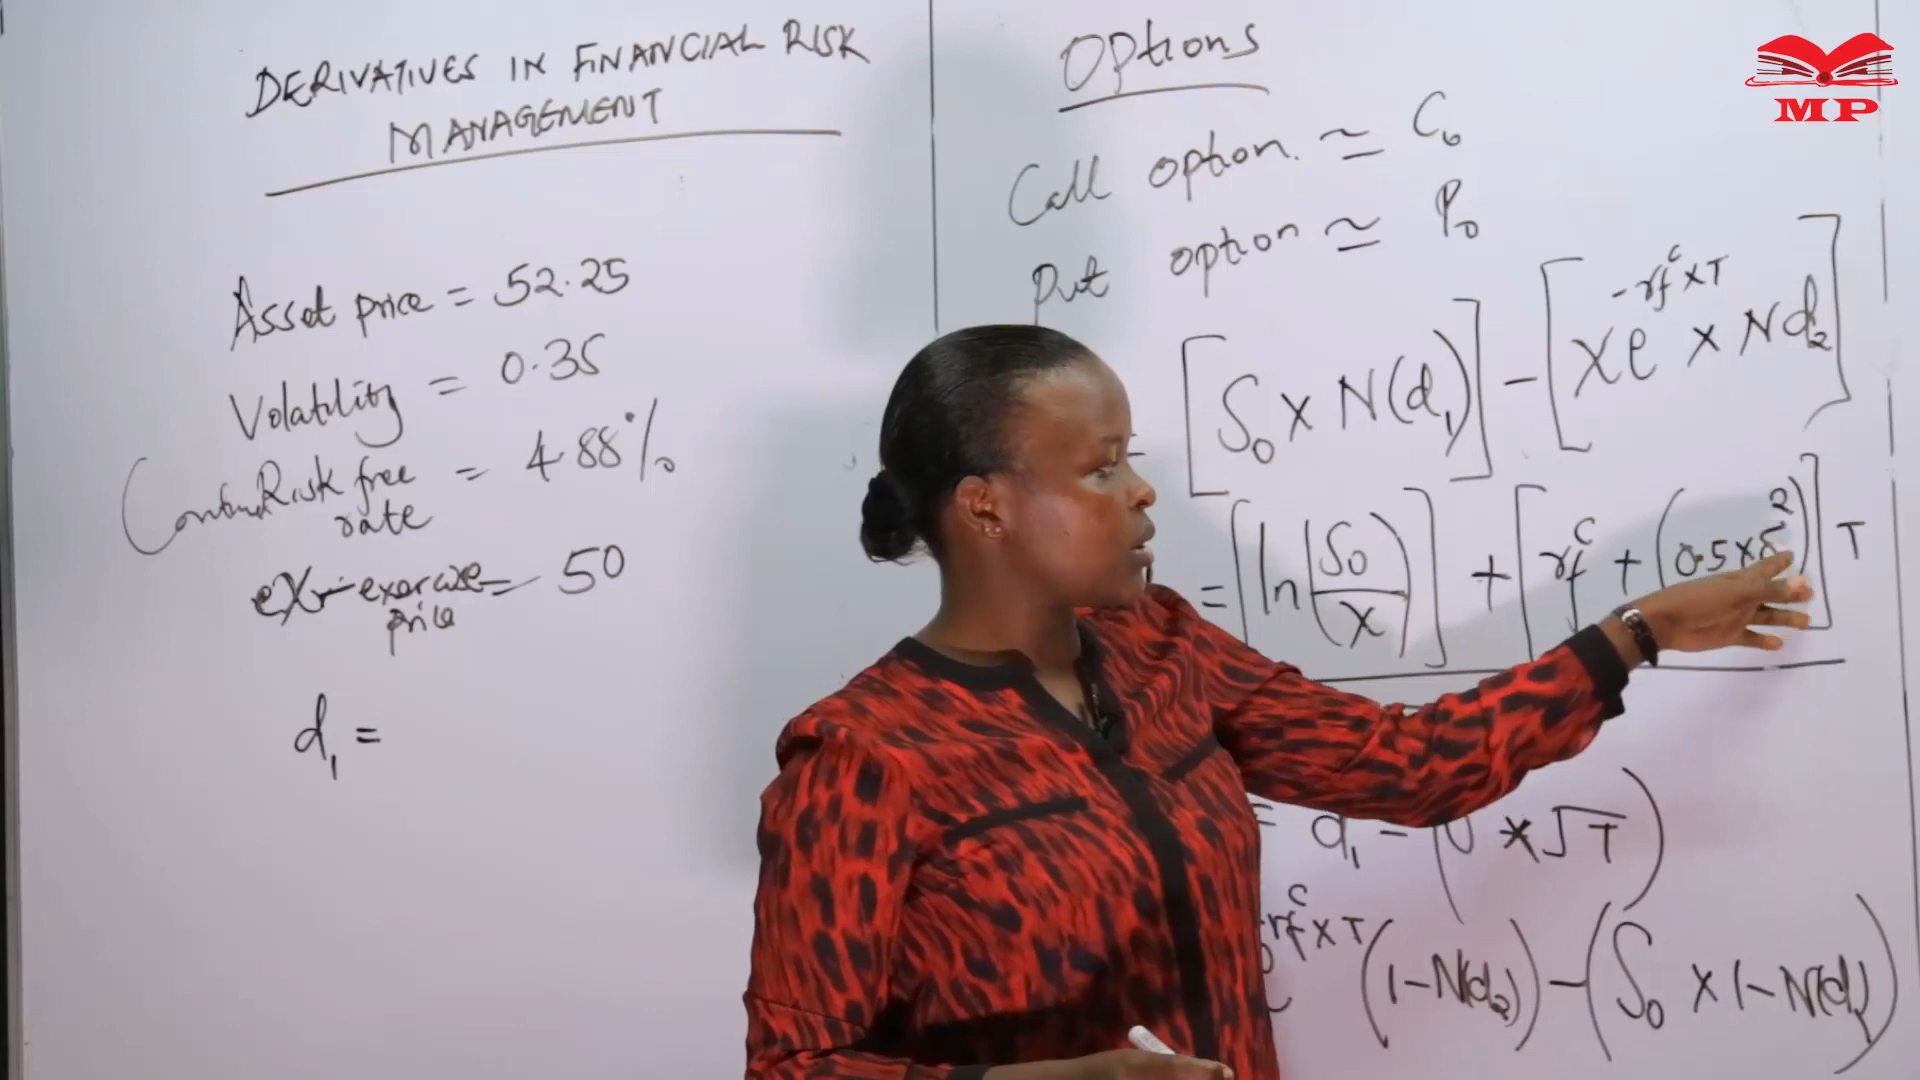 DERIVATIVES IN FINANCIAL RISK
MANAGEMENT
Asset price = 52.25
Volatility = 0.35
Risk free = 4.88%
rate
exercise = 50
price
d₁ =
Options
Call option ≃ C₀
Put option ≃ P₀
[S₀ × N(d₁)] - [Xe^(-rf^c × T) × Nd₂]
= [ln(S₀/X)] + [rf^c + (0.5 × δ²)] T
= d₁ - (σ * √T)
-rf^c × T (1-N(d₂)) - (S₀ × 1-N(d₁)
MP